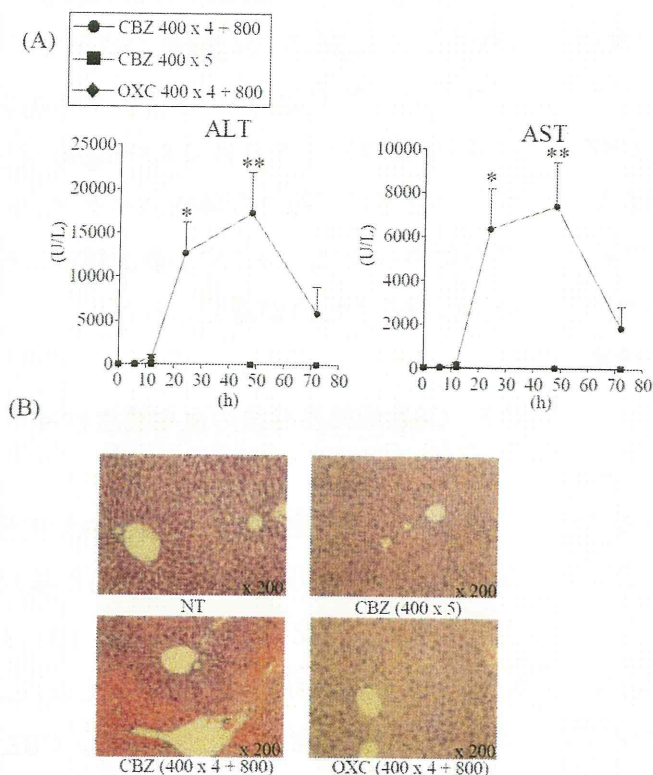 (A)
CBZ 400 x 4 + 800
CBZ 400 x 5
OXC 400 x 4 + 800
ALT
25000
20000
15000
10000
5000
0
(U/L)
*
**
0 10 20 30 40 50 60 70 80
(h)
AST
10000
8000
6000
4000
2000
0
(U/L)
*
**
0 10 20 30 40 50 60 70 80
(h)
(B)
x 200
NT
x 200
CBZ (400 x 5)
x 200
CBZ (400 x 4 + 800)
x 200
OXC (400 x 4 + 800)